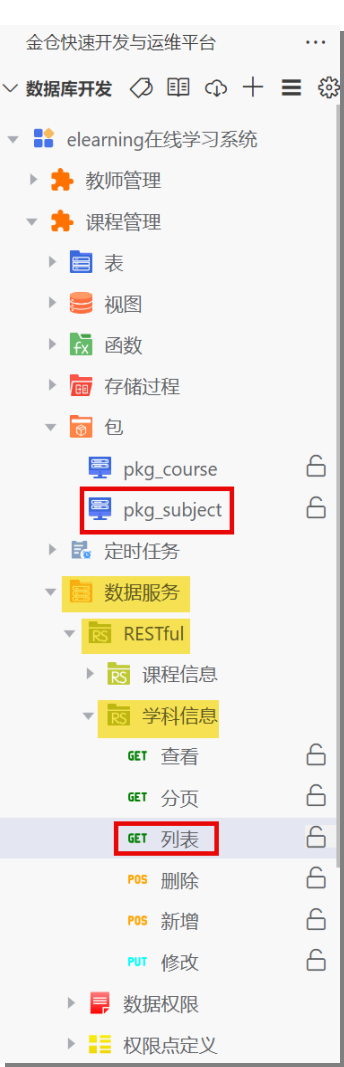 金仓快速开发与运维平台 ...
数据库开发
elearning在线学习系统
教师管理
课程管理
表
视图
fx 函数
存储过程
包
pkg_course
pkg_subject
定时任务
数据服务
RS RESTful
RS 课程信息
RS 学科信息
GET 查看
GET 分页
GET 列表
POS 删除
POS 新增
PUT 修改
数据权限
权限点定义